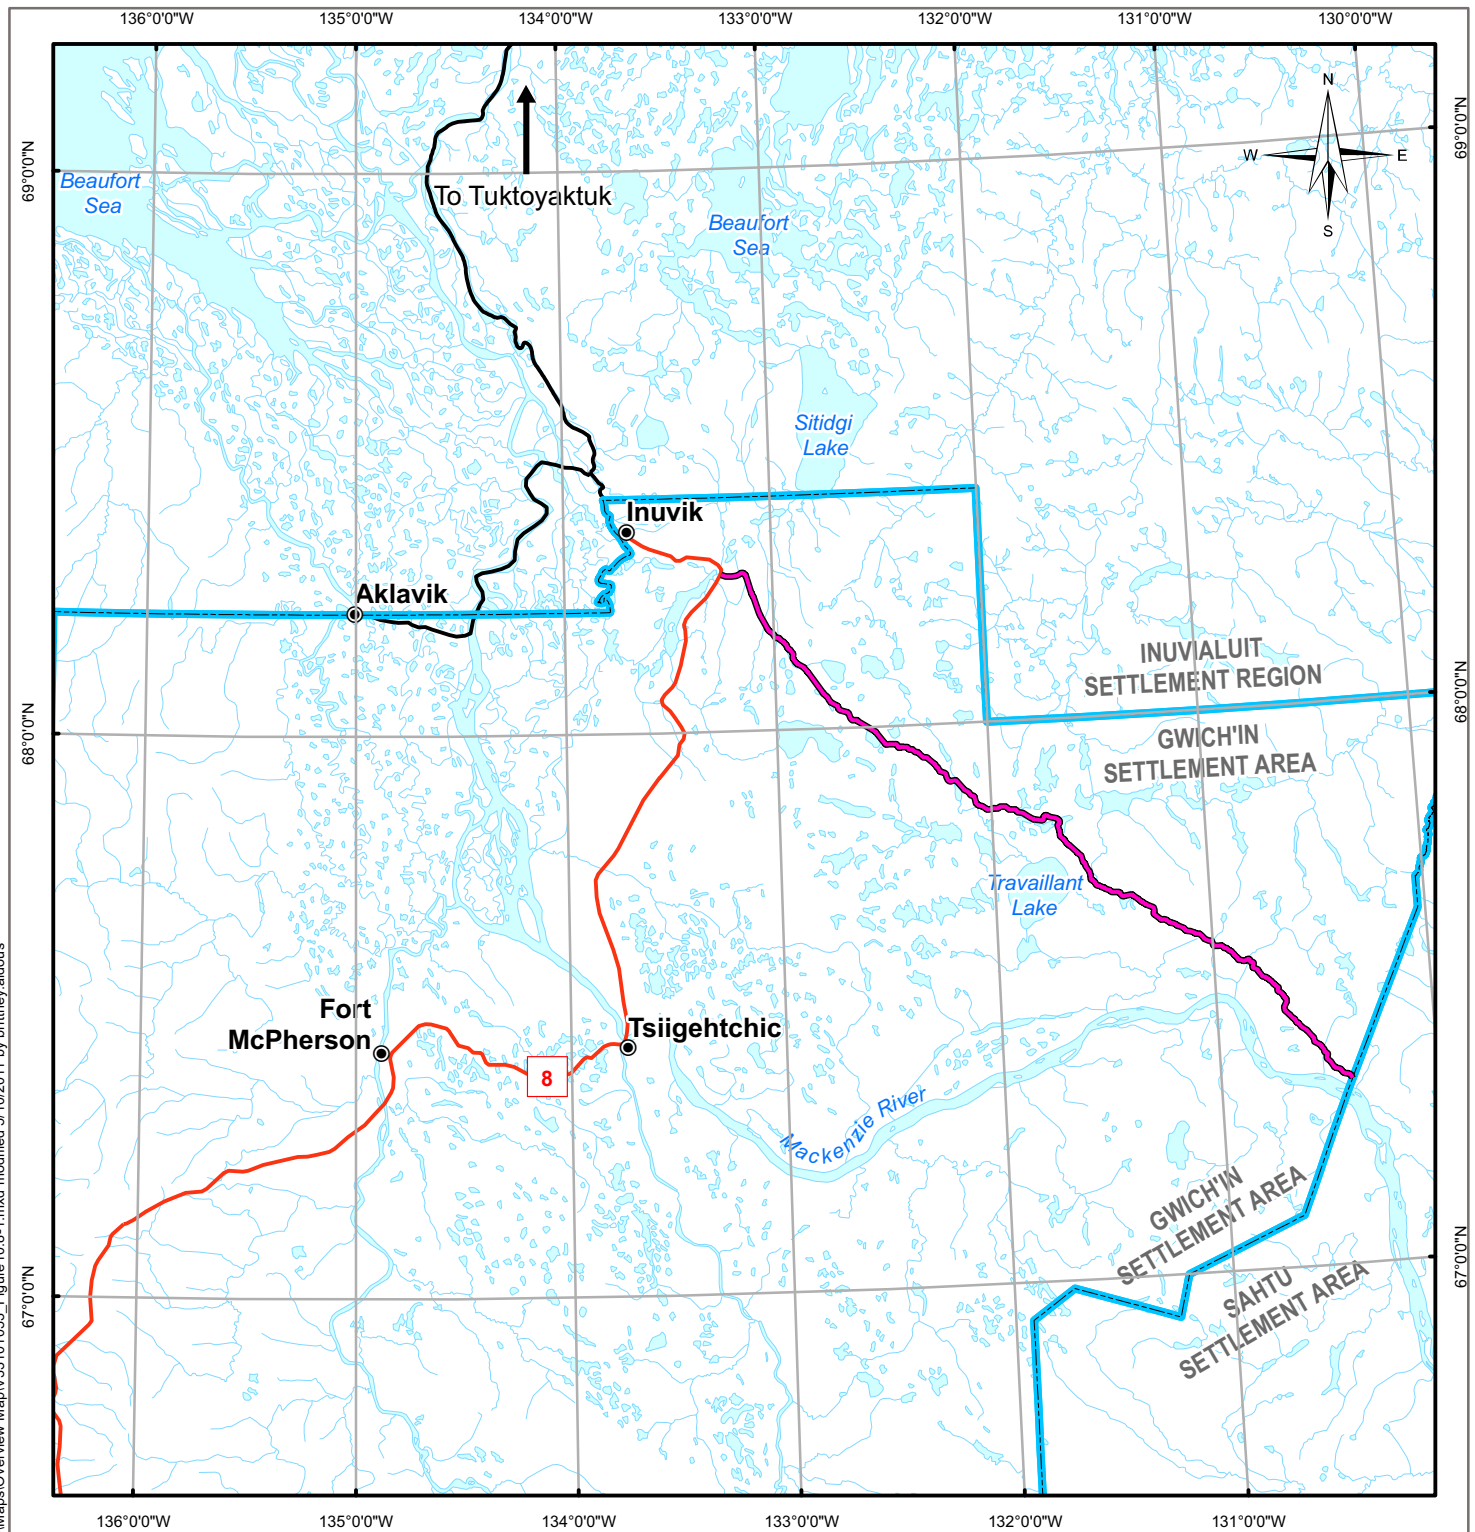 136°0'0"W
135°0'0"W
134°0'0"W
133°0'0"W
132°0'0"W
131°0'0"W
130°0'0"W
69°0'0"N
69°0'0"N
N
W
E
S
Beaufort
Sea
To Tuktoyaktuk
Beaufort
Sea
Sitidgi
Lake
Inuvik
Aklavik
INUVIALUIT
SETTLEMENT REGION
68°0'0"N
68°0'0"N
GWICH'IN
SETTLEMENT AREA
Travaillant
Lake
Fort
McPherson
Tsiigehtchic
8
Mackenzie River
GWICH'IN
SETTLEMENT AREA
SAHTU
SETTLEMENT AREA
67°0'0"N
67°0'0"N
136°0'0"W
135°0'0"W
134°0'0"W
133°0'0"W
132°0'0"W
131°0'0"W